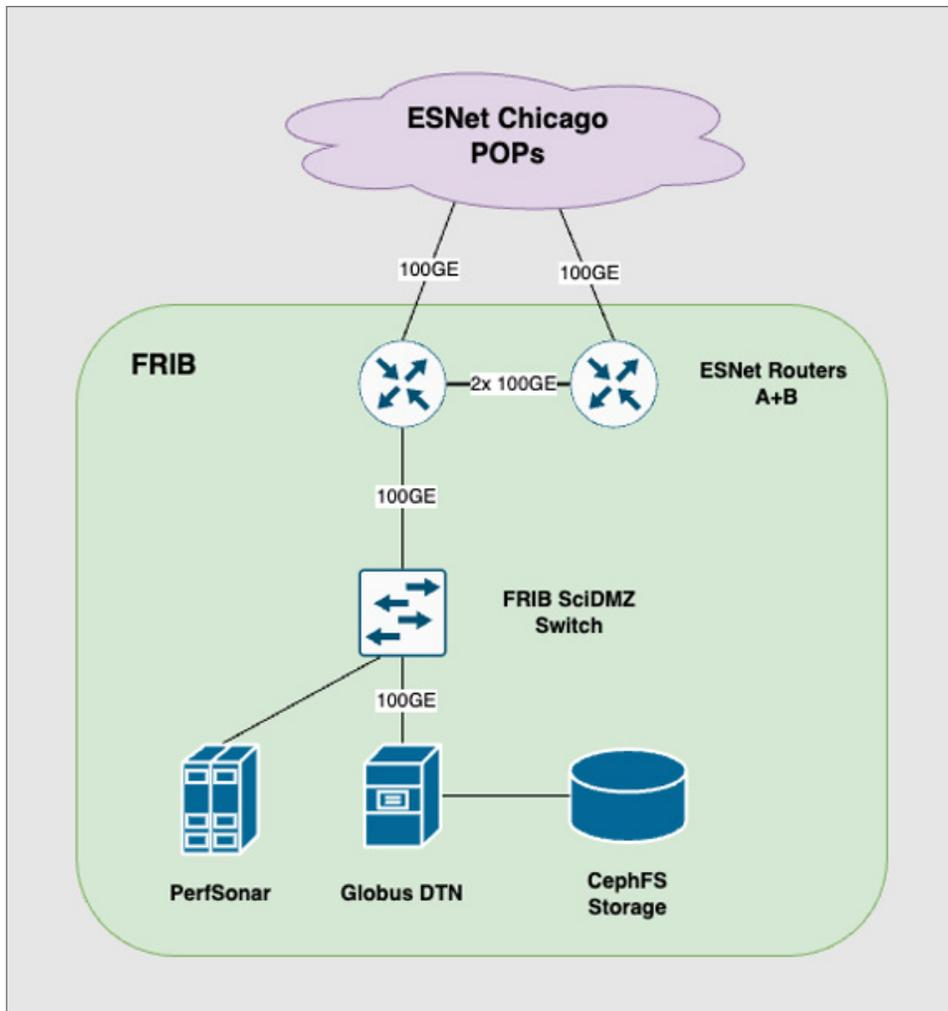 ESNet Chicago
POPs
100GE
100GE
FRIB
2x 100GE
ESNet Routers
A+B
100GE
FRIB SciDMZ
Switch
100GE
PerfSonar
Globus DTN
CephFS
Storage